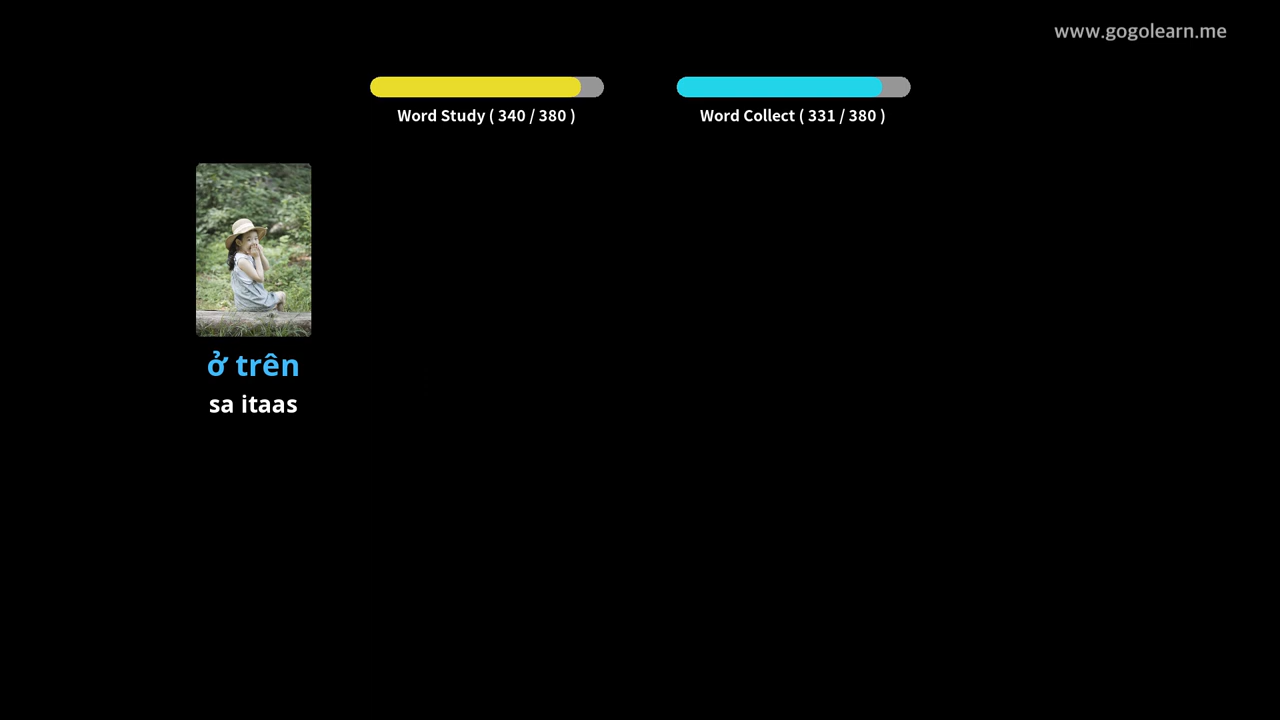 www.gogolearn.me
Word Study ( 340 / 380 )
Word Collect ( 331 / 380 )
ở trên
sa itaas